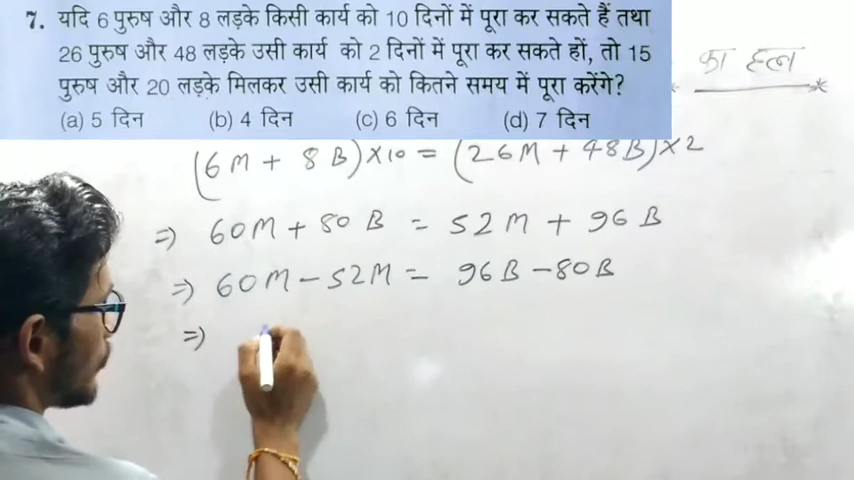 7. यदि 6 पुरुष और 8 लड़के किसी कार्य को 10 दिनों में पूरा कर सकते हैं तथा
26 पुरुष और 48 लड़के उसी कार्य को 2 दिनों में पूरा कर सकते हों, तो 15
पुरुष और 20 लड़के मिलकर उसी कार्य को कितने समय में पूरा करेंगे?
(a) 5 दिन (b) 4 दिन (c) 6 दिन (d) 7 दिन
का हल
(6M + 8B)×10 = (26M + 48B)×2
⇒ 60M + 80B = 52M + 96B
⇒ 60M - 52M = 96B - 80B
⇒